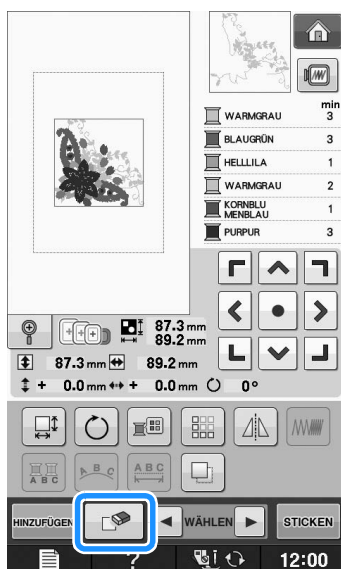 min
WARMGRAU 3
BLAUGRÜN 3
HELLLILA 1
WARMGRAU 2
KORNBLU
MENBLAU 1
PURPUR 3
87.3 mm
89.2 mm
87.3 mm 89.2 mm
+ 0.0 mm + 0.0 mm 0°
A B C A B C A B C
HINZUFÜGEN WÄHLEN STICKEN
? 12:00